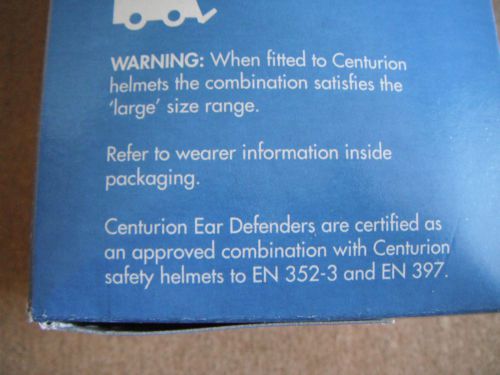 WARNING: When fitted to Centurion
helmets the combination satisfies the
‘large’ size range.
Refer to wearer information inside
packaging.
Centurion Ear Defenders are certified as
an approved combination with Centurion
safety helmets to EN 352-3 and EN 397.